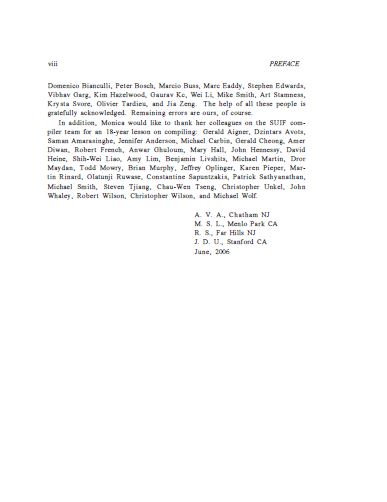 viii PREFACE
Domenico Bianculli, Peter Bosch, Marcio Buss, Marc Eaddy, Stephen Edwards,
Vibhav Garg, Kim Hazelwood, Gaurav Kc, Wei Li, Mike Smith, Art Stamness,
Krysta Svore, Olivier Tardieu, and Jia Zeng. The help of all these people is
gratefully acknowledged. Remaining errors are ours, of course.
In addition, Monica would like to thank her colleagues on the SUIF com-
piler team for an 18-year lesson on compiling: Gerald Aigner, Dzintars Avots,
Saman Amarasinghe, Jennifer Anderson, Michael Carbin, Gerald Cheong, Amer
Diwan, Robert French, Anwar Ghuloum, Mary Hall, John Hennessy, David
Heine, Shih-Wei Liao, Amy Lim, Benjamin Livshits, Michael Martin, Dror
Maydan, Todd Mowry, Brian Murphy, Jeffrey Oplinger, Karen Pieper, Mar-
tin Rinard, Olatunji Ruwase, Constantine Sapuntzakis, Patrick Sathyanathan,
Michael Smith, Steven Tjiang, Chau-Wen Tseng, Christopher Unkel, John
Whaley, Robert Wilson, Christopher Wilson, and Michael Wolf.
A. V. A., Chatham NJ
M. S. L., Menlo Park CA
R. S., Far Hills NJ
J. D. U., Stanford CA
June, 2006